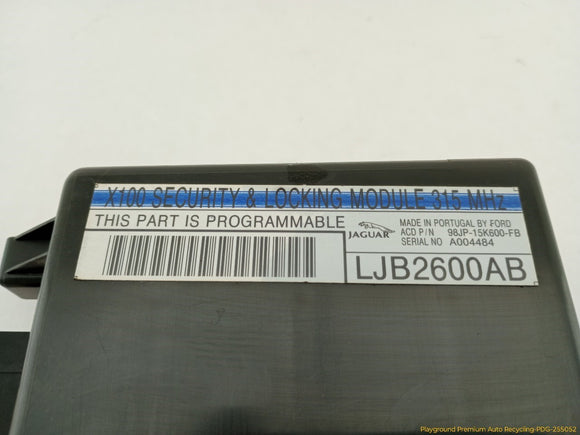 X100 SECURITY & LOCKING MODULE 315 MHz
THIS PART IS PROGRAMMABLE
JAGUAR
MADE IN PORTUGAL BY FORD
ACD P/N 98JP-15K600-FB
SERIAL NO A004484
LJB2600AB
Playground Premium Auto Recycling-PDG-255052